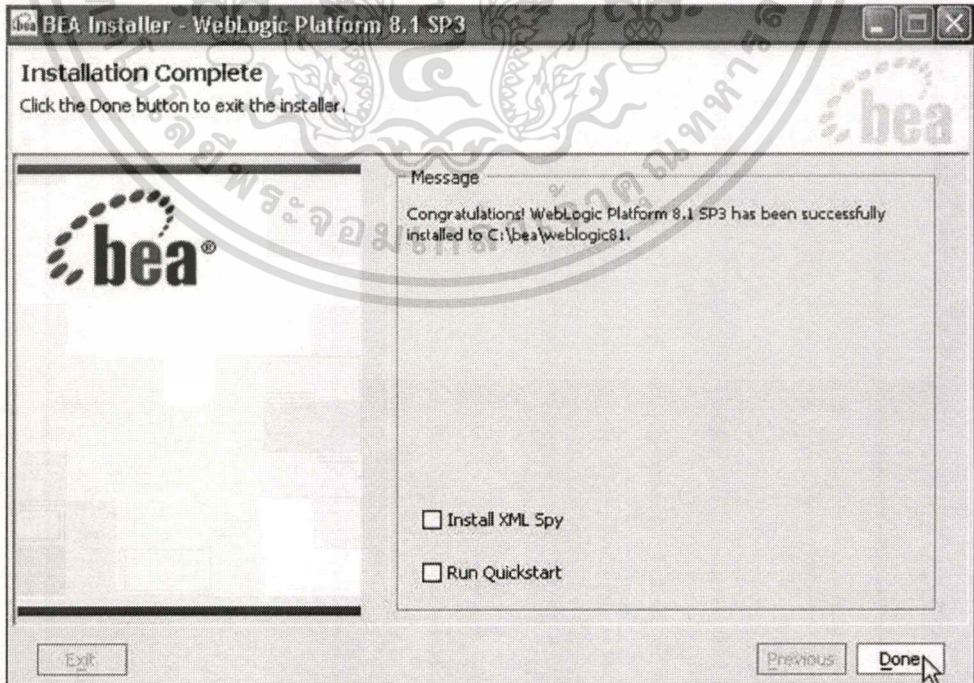 bea BEA Installer - WebLogic Platform 8.1 SP3
Installation Complete
Click the Done button to exit the installer.
bea
bea®
Message
Congratulations! WebLogic Platform 8.1 SP3 has been successfully
installed to C:\bea\weblogic81.
Install XML Spy
Run Quickstart
Exit
Previous
Done